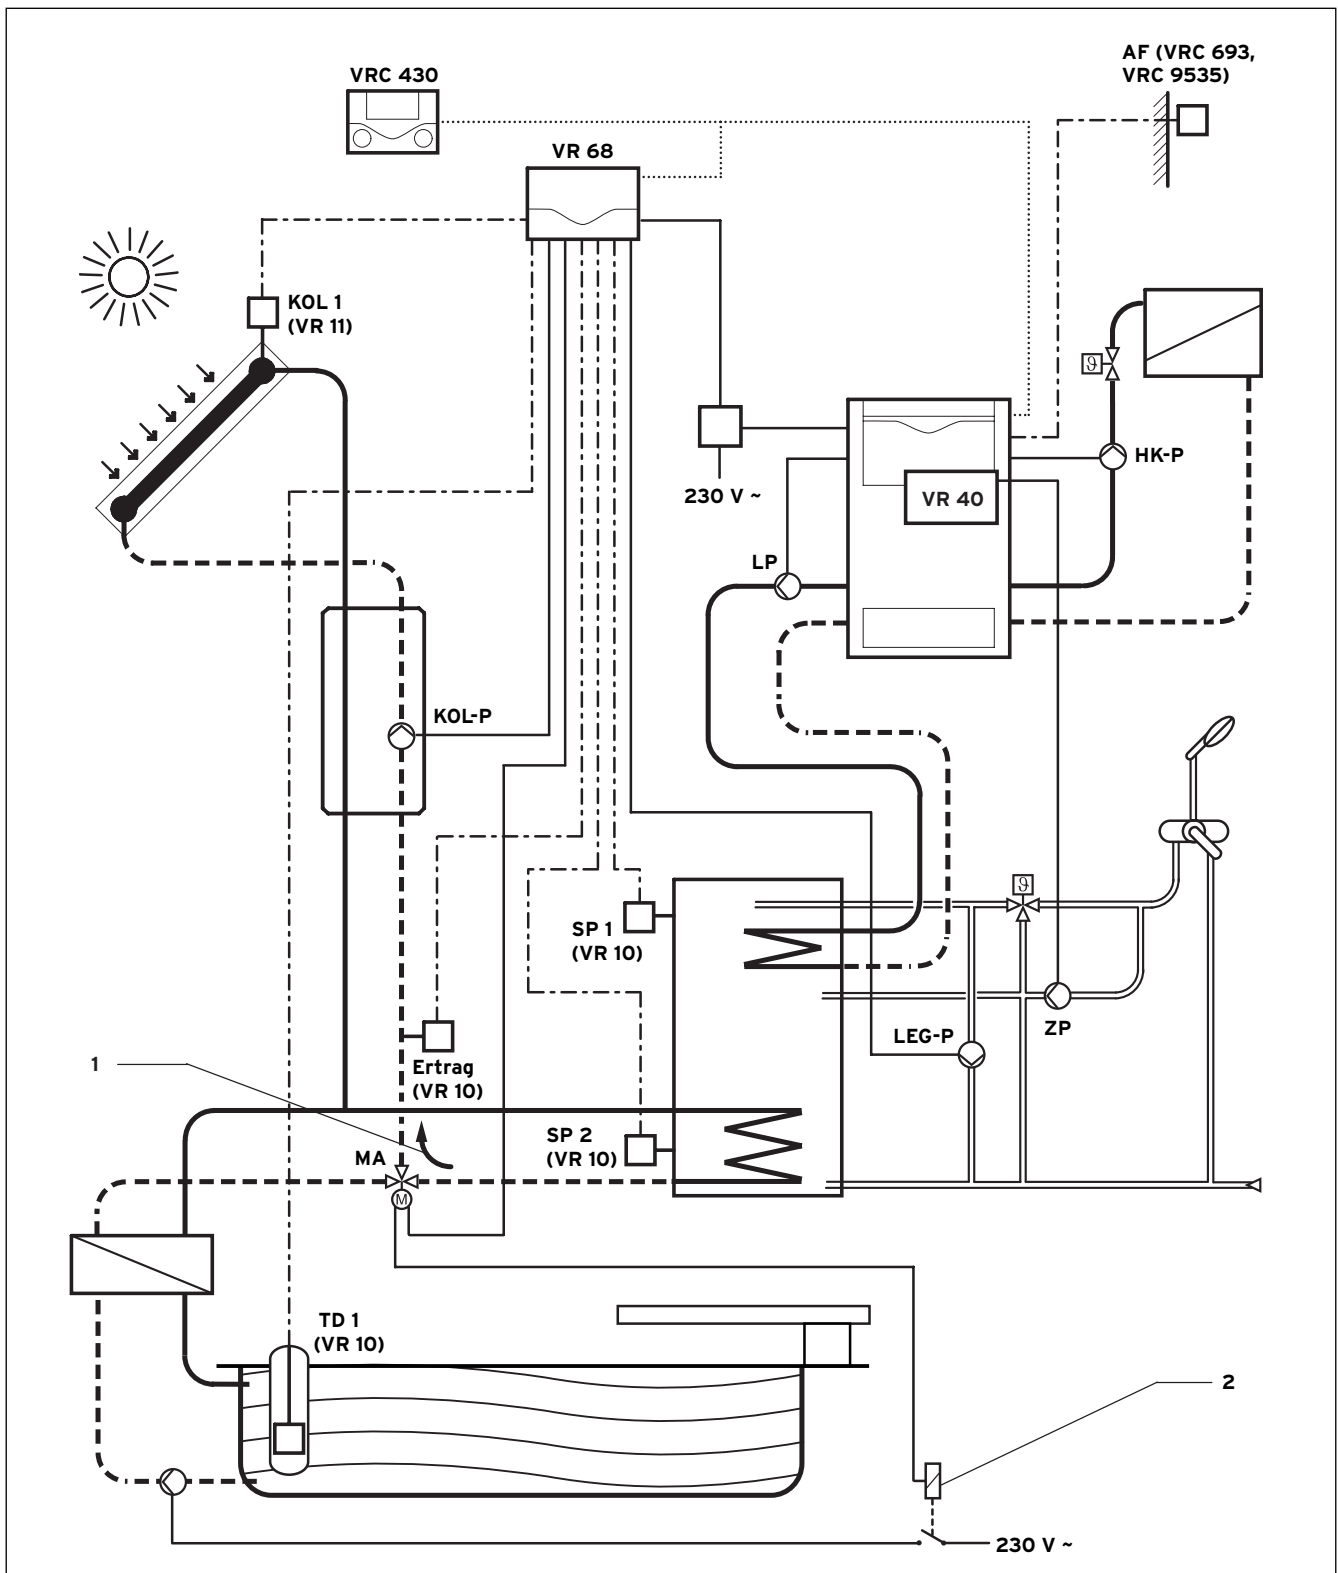 AF (VRC 693,
VRC 9535)
VRC 430
VR 68
KOL 1
(VR 11)
ϑ
HK-P
230 V ~
VR 40
LP
KOL-P
ϑ
SP 1
(VR 10)
ZP
LEG-P
1
Ertrag
(VR 10)
SP 2
(VR 10)
MA
M
TD 1
(VR 10)
2
230 V ~